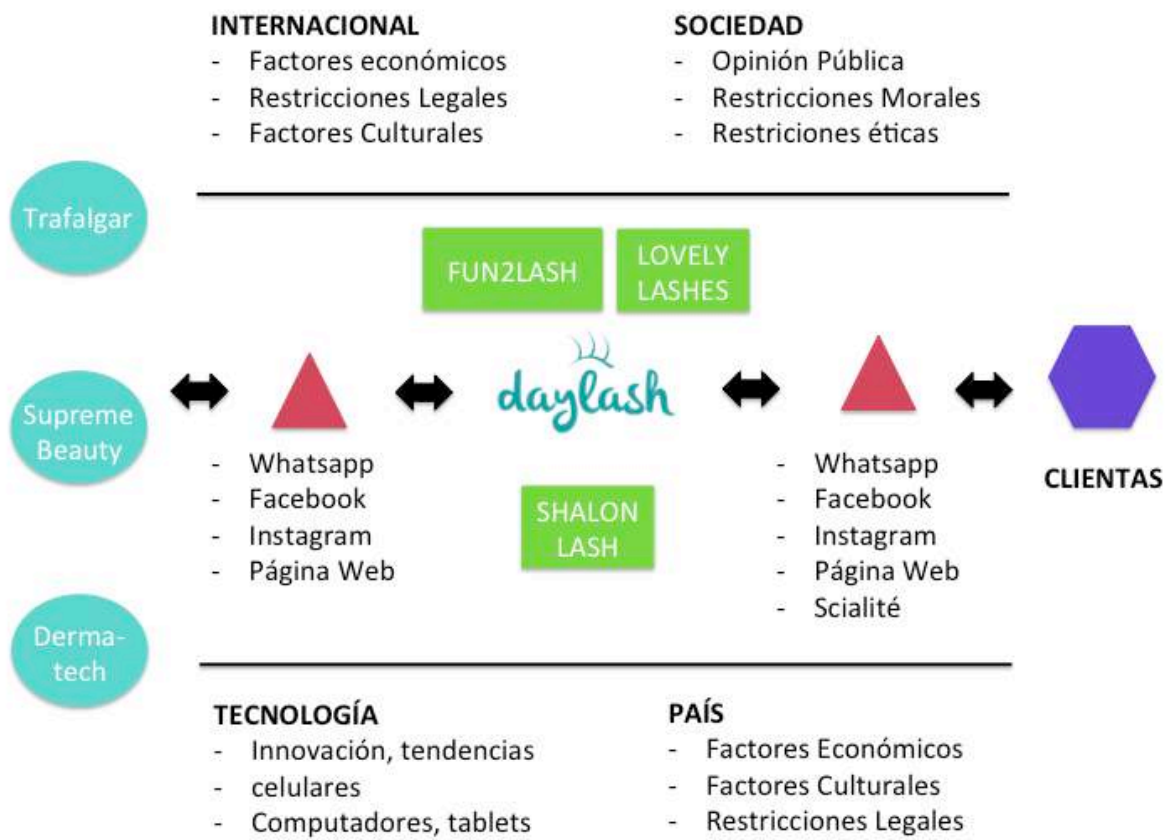 INTERNACIONAL
- Factores económicos
- Restricciones Legales
- Factores Culturales
SOCIEDAD
- Opinión Pública
- Restricciones Morales
- Restriciones éticas
Trafalgar
FUN2LASH
LOVELY
LASHES
Supreme
Beauty
daylash
- Whatsapp
- Facebook
- Instagram
- Página Web
SHALON
LASH
- Whatsapp
- Facebook
- Instagram
- Página Web
- Scialité
CLIENTAS
Derma-
tech
TECNOLOGÍA
- Innovación, tendencias
- celulares
- Computadores, tablets
PAÍS
- Factores Económicos
- Factores Culturales
- Restricciones Legales